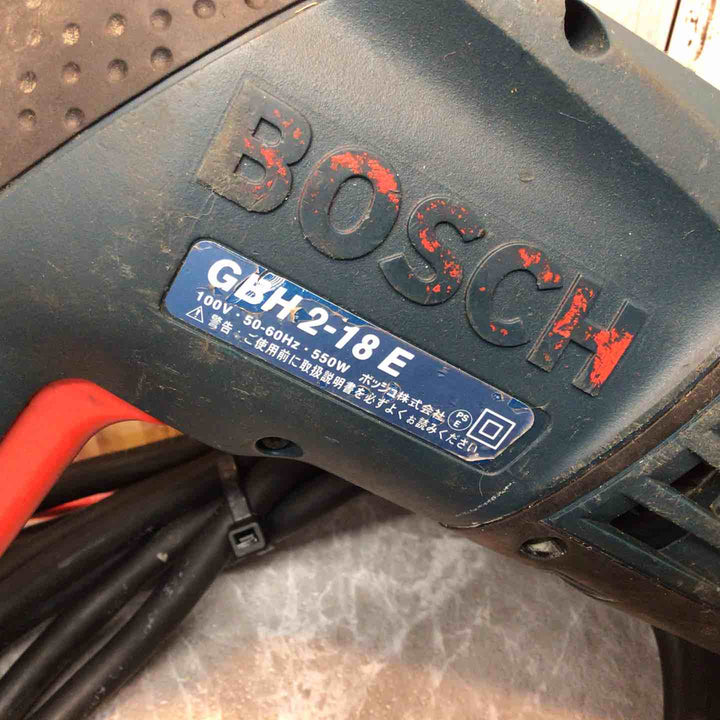 BOSCH
GBH 2-18 E
100V・50-60Hz・550W ボッシュ株式会社
⚠ 警告：ご使用前に取扱説明書を必ずよくお読みください
PS
E